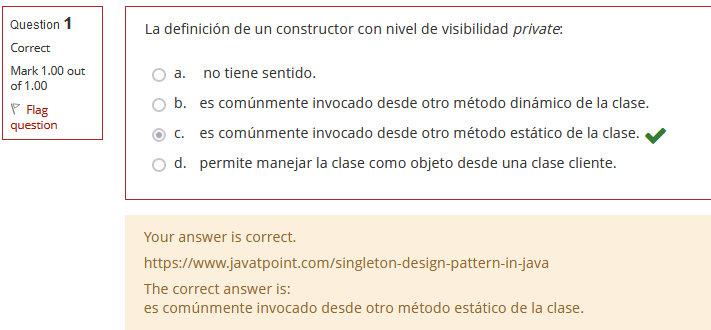 Question 1
Correct
Mark 1.00 out
of 1.00
Flag
question
La definición de un constructor con nivel de visibilidad private:
a. no tiene sentido.
b. es comúnmente invocado desde otro método dinámico de la clase.
c. es comúnmente invocado desde otro método estático de la clase.
d. permite manejar la clase como objeto desde una clase cliente.
Your answer is correct.
https://www.javatpoint.com/singleton-design-pattern-in-java
The correct answer is:
es comúnmente invocado desde otro método estático de la clase.